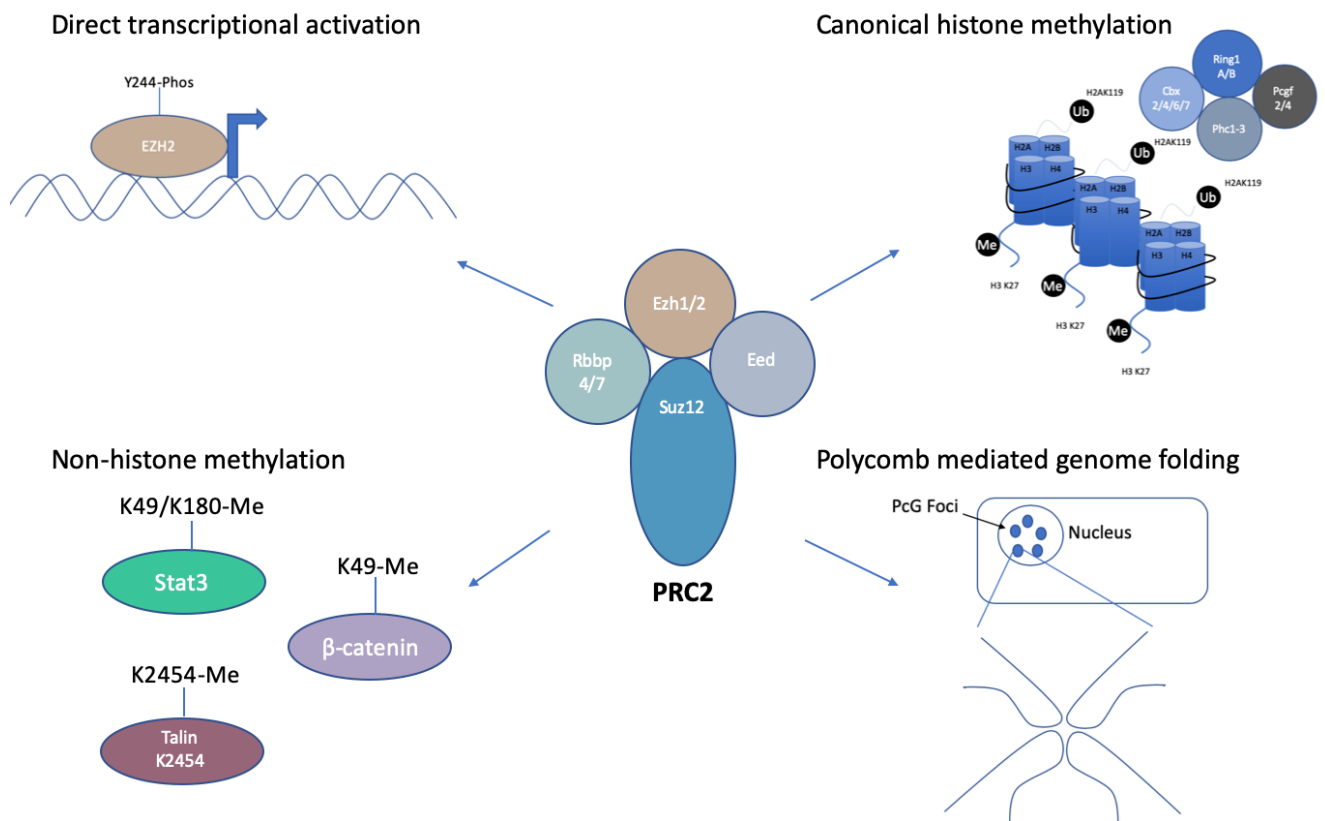 Direct transcriptional activation
Y244-Phos
EZH2
Canonical histone methylation
Ring1
A/B
Cbx
2/4/6/7
Pcgf
2/4
Phc1-3
H2AK119
Ub
H2A H2B
H3 H4
Me
H3 K27
H2AK119
Ub
H2A H2B
H3 H4
Me
H3 K27
H2AK119
Ub
H2A H2B
H3 H4
Me
H3 K27
Ezh1/2
Rbbp
4/7
Eed
Suz12
PRC2
Non-histone methylation
K49/K180-Me
Stat3
K49-Me
β-catenin
K2454-Me
Talin
K2454
Polycomb mediated genome folding
PcG Foci
Nucleus